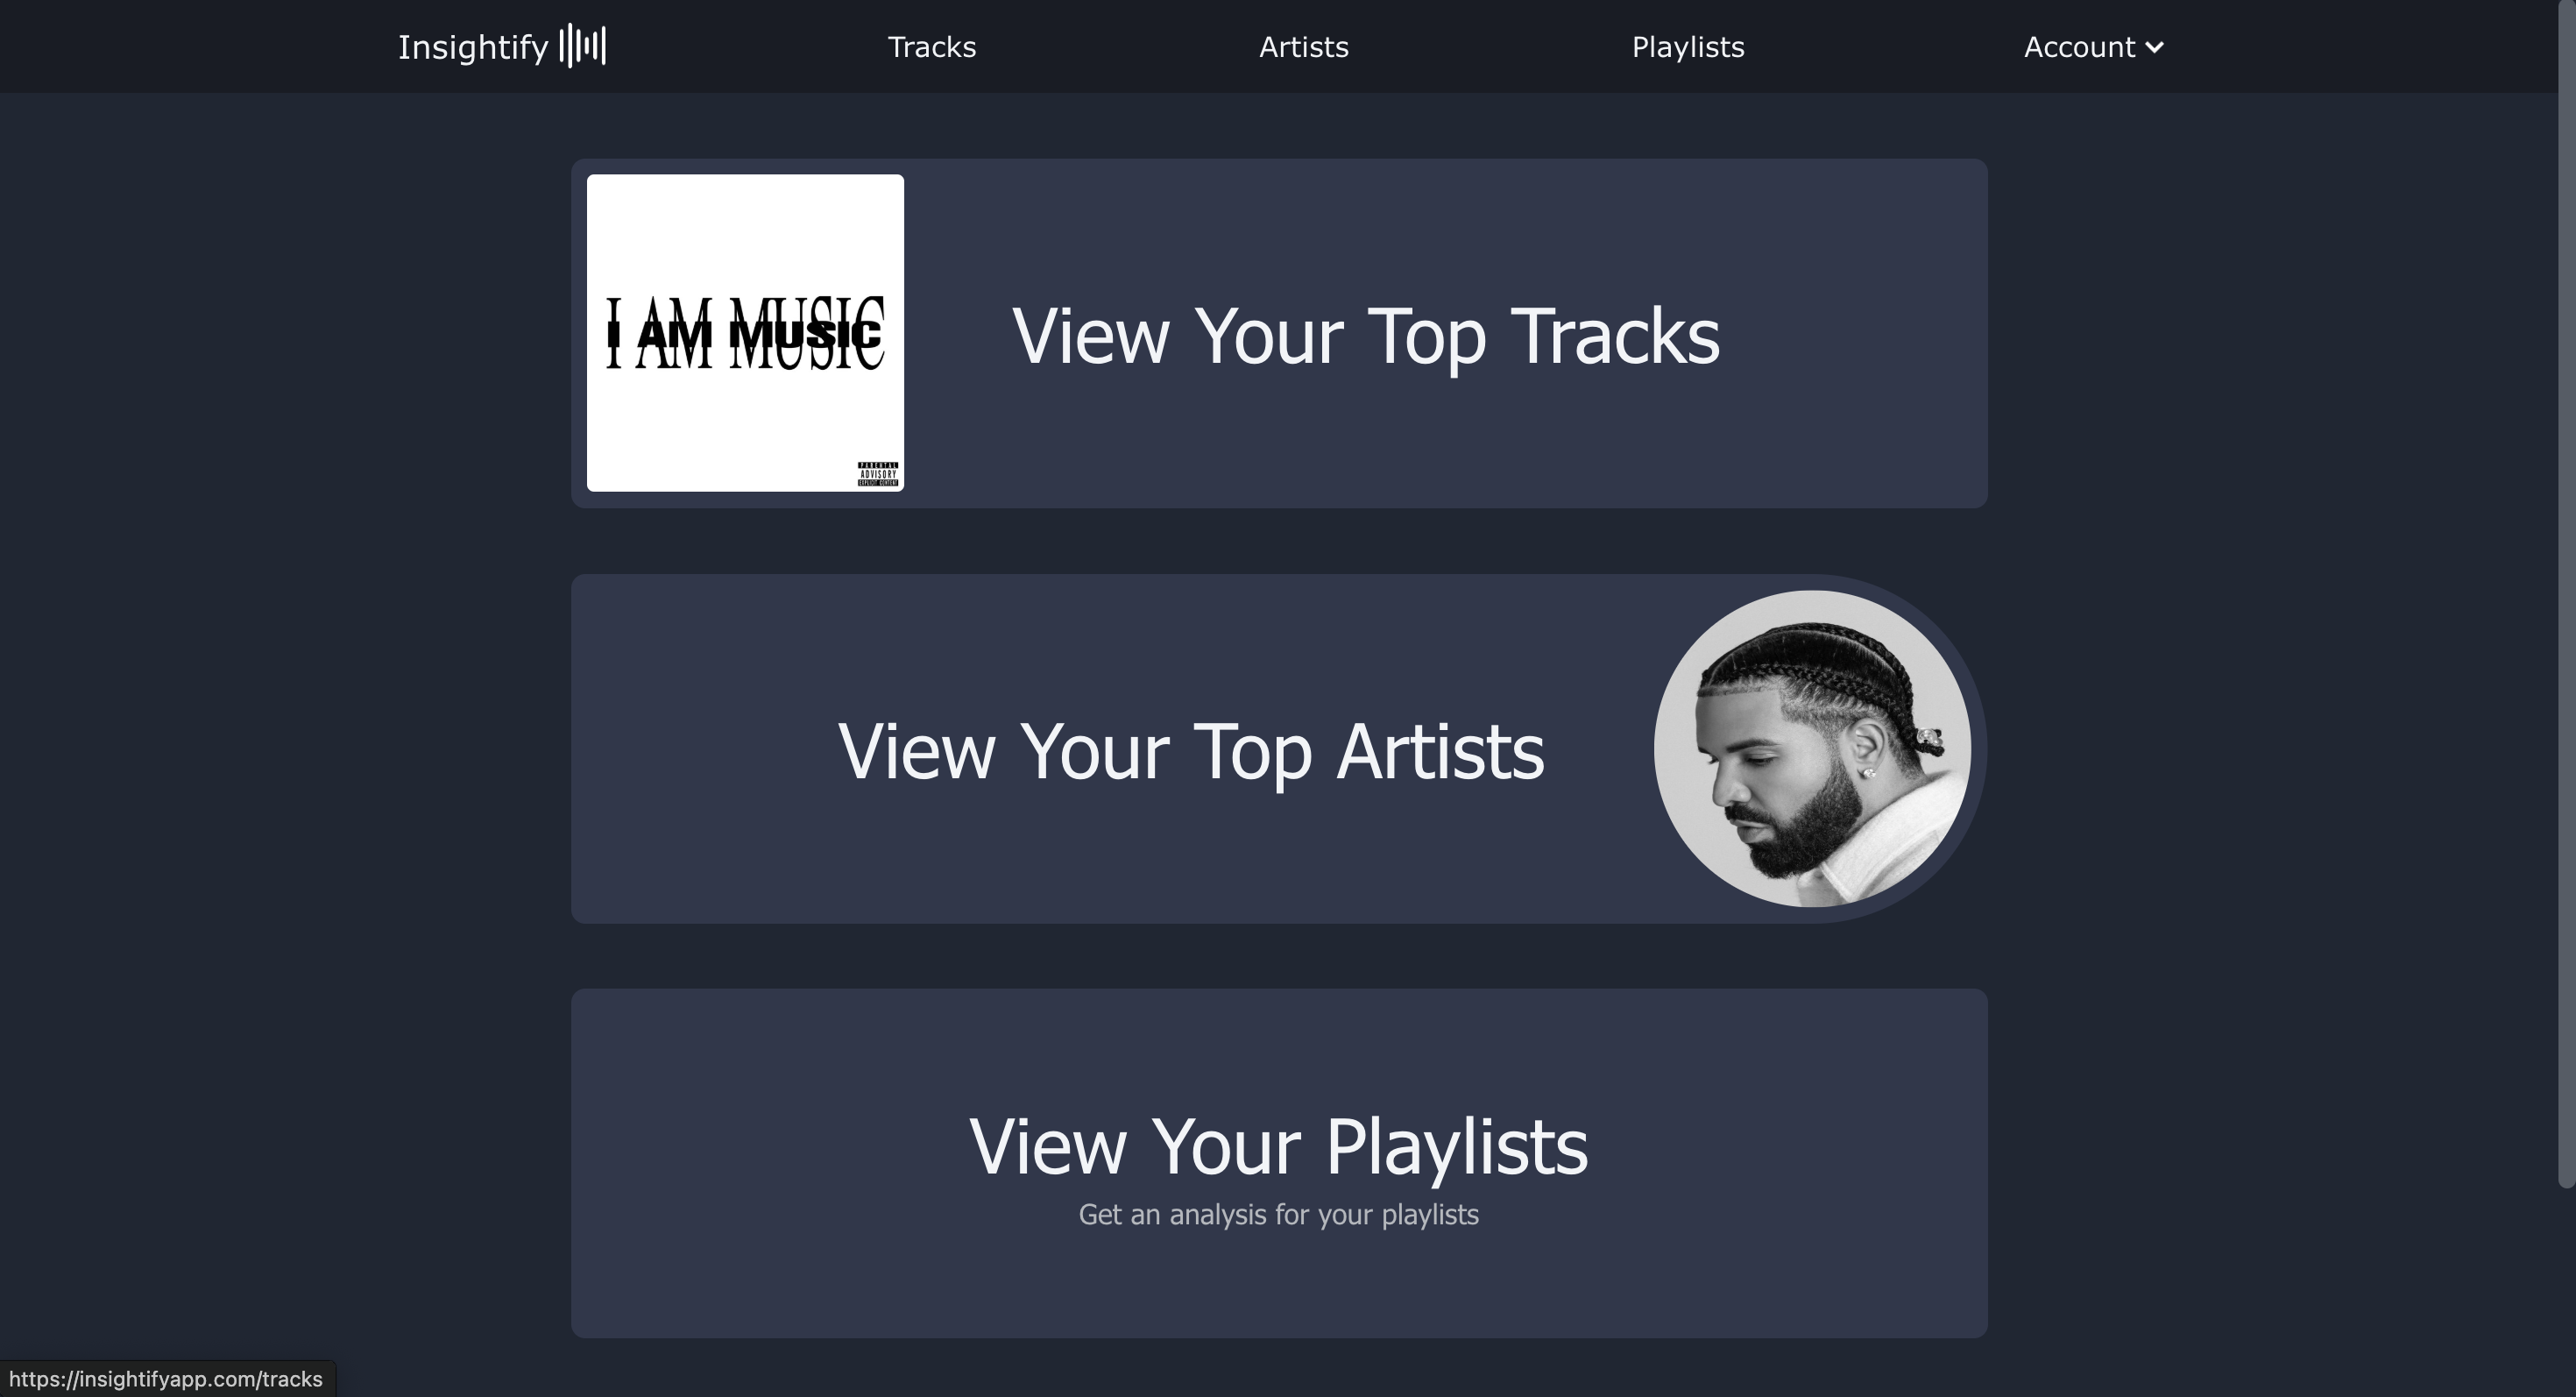 Insightify
Tracks
Artists
Playlists
Account
I AM MUSIC
I AM MUSIC
PARENTAL
ADVISORY
EXPLICIT CONTENT
View Your Top Tracks
View Your Top Artists
View Your Playlists
Get an analysis for your playlists
https://insightifyapp.com/tracks